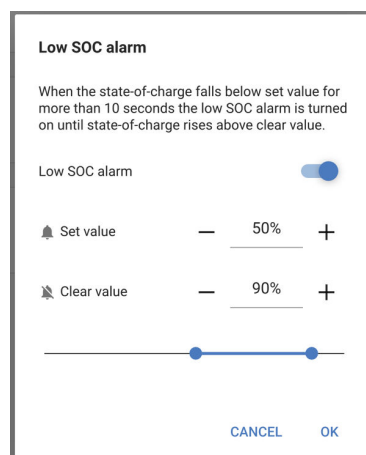 Low SOC alarm
When the state-of-charge falls below set value for
more than 10 seconds the low SOC alarm is turned
on until state-of-charge rises above clear value.
Low SOC alarm
Set value — 50% +
Clear value — 90% +
CANCEL OK